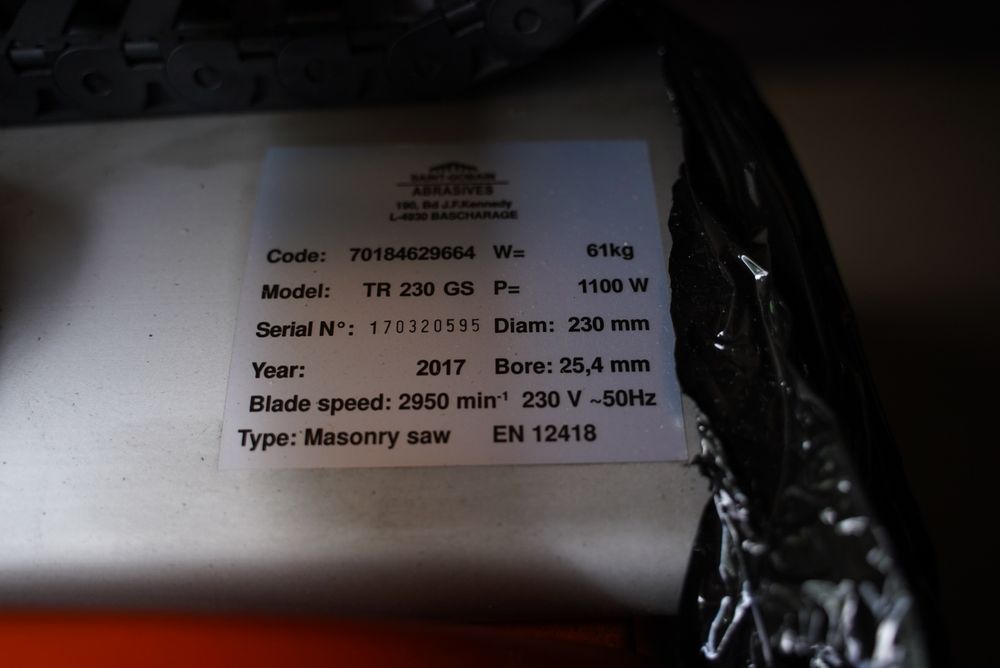 SAINT-GOBAIN
ABRASIVES
190, Bd J.F.Kennedy
L-4930 BASCHARAGE
Code: 70184629664 W= 61kg
Model: TR 230 GS P= 1100 W
Serial N°: 170320595 Diam: 230 mm
Year: 2017 Bore: 25,4 mm
Blade speed: 2950 min⁻¹ 230 V ~50Hz
Type: Masonry saw EN 12418